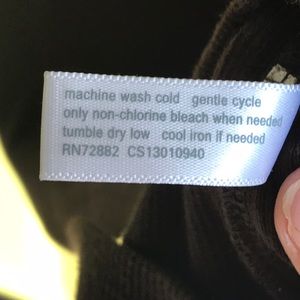 machine wash cold gentle cycle
only non-chlorine bleach when needed
tumble dry low cool iron if needed
RN72882 CS13010940